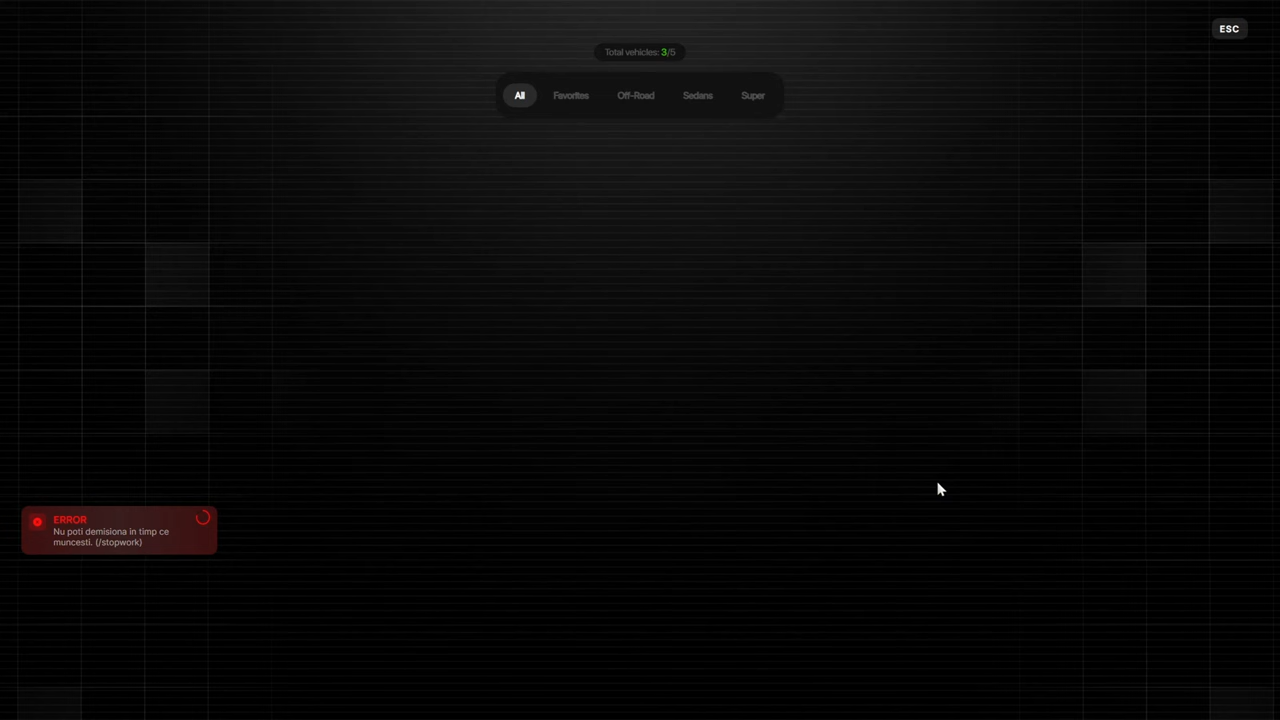 ESC
Total vehicles: 3/5
All Favorites Off-Road Sedans Super
ERROR
Nu poti demisiona in timp ce
muncesti. (/stopwork)